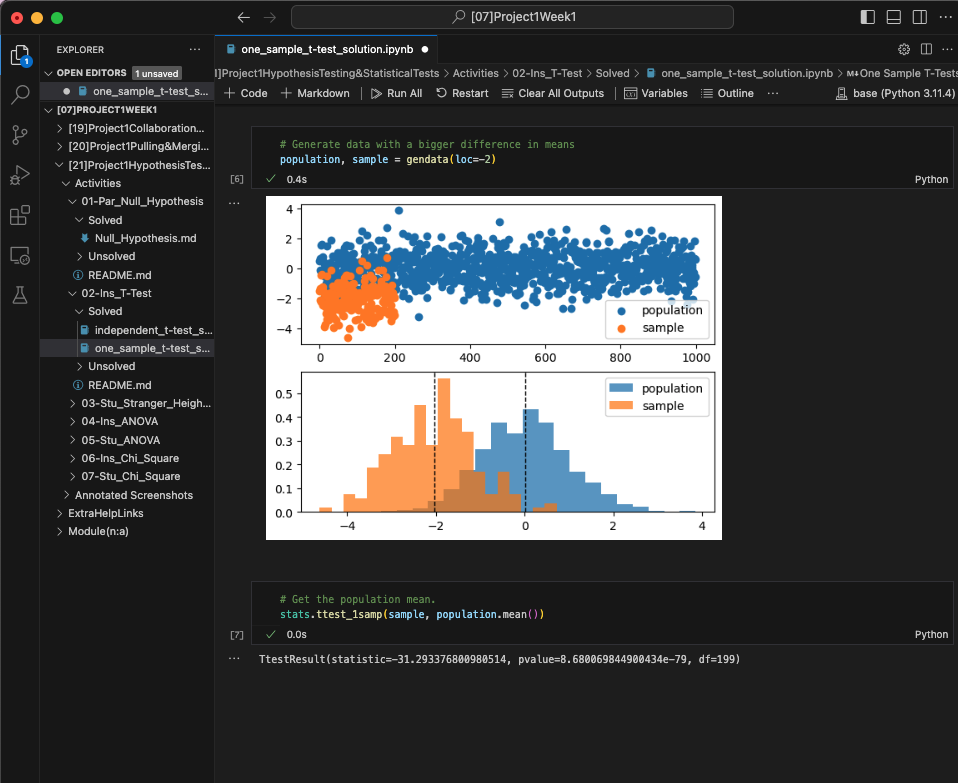 [07]Project1Week1
EXPLORER
OPEN EDITORS 1 unsaved
one_sample_t-test_s...
[07]PROJECT1WEEK1
[19]Project1Collaboration...
[20]Project1Pulling&Mergi...
[21]Project1HypothesisTes...
Activities
01-Par_Null_Hypothesis
Solved
Null_Hypothesis.md
Unsolved
README.md
02-Ins_T-Test
Solved
independent_t-test_s...
one_sample_t-test_s...
Unsolved
README.md
03-Stu_Stranger_Heigh...
04-Ins_ANOVA
05-Stu_ANOVA
06-Ins_Chi_Square
07-Stu_Chi_Square
Annotated Screenshots
ExtraHelpLinks
Module(n:a)
1
one_sample_t-test_solution.ipynb
1]Project1HypothesisTesting&StatisticalTests > Activities > 02-Ins_T-Test > Solved > one_sample_t-test_solution.ipynb > M↓One Sample T-Tests
+ Code + Markdown | Run All Restart Clear All Outputs | Variables Outline ... base (Python 3.11.4)
# Generate data with a bigger difference in means
population, sample = gendata(loc=-2)
[6] ✓ 0.4s Python
...
4
2
0
−2
−4
0 200 400 600 800 1000
population
sample
0.5
0.4
0.3
0.2
0.1
0.0
−4 −2 0 2 4
population
sample
# Get the population mean.
stats.ttest_1samp(sample, population.mean())
[7] ✓ 0.0s Python
... TtestResult(statistic=-31.293376800980514, pvalue=8.680069844900434e-79, df=199)